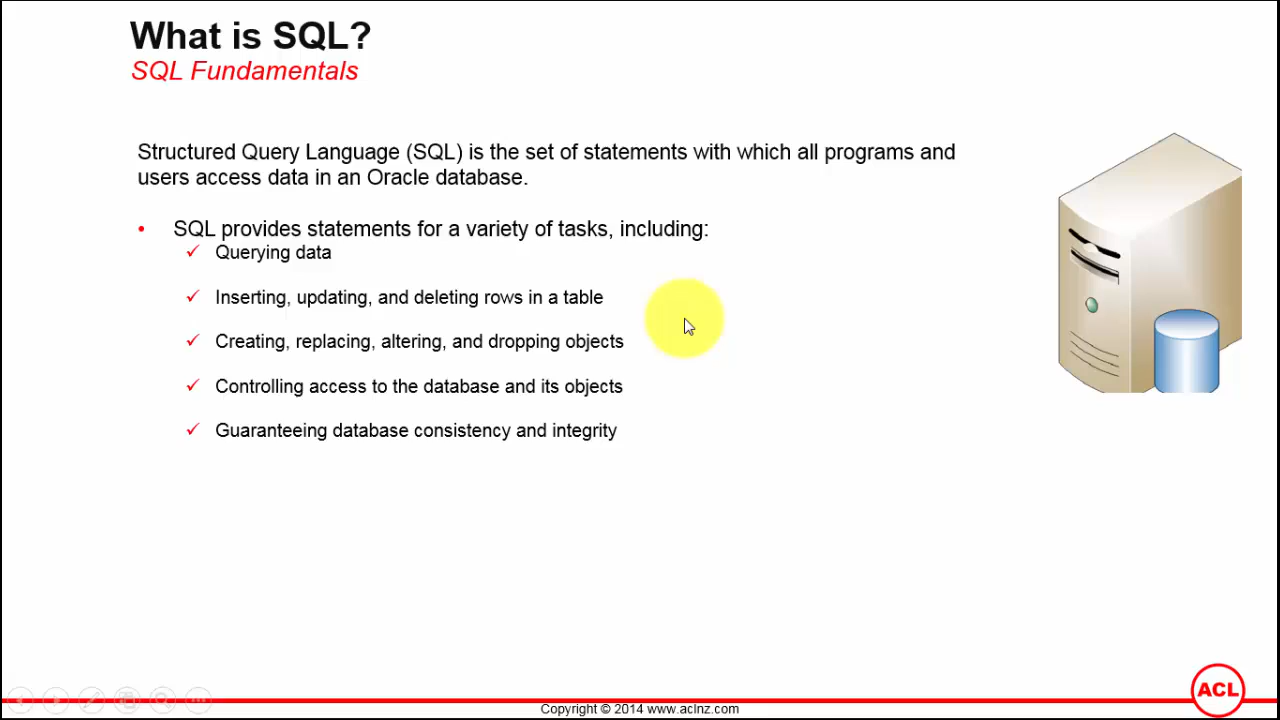 What is SQL?
SQL Fundamentals
Structured Query Language (SQL) is the set of statements with which all programs and
users access data in an Oracle database.
• SQL provides statements for a variety of tasks, including:
✓ Querying data
✓ Inserting, updating, and deleting rows in a table
✓ Creating, replacing, altering, and dropping objects
✓ Controlling access to the database and its objects
✓ Guaranteeing database consistency and integrity
ACL
Copyright © 2014 www.aclnz.com